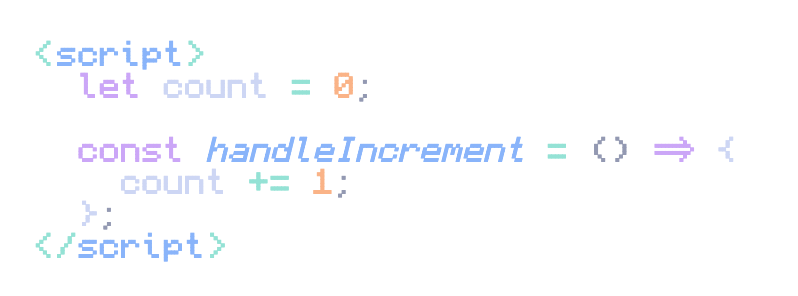 <script>
  let count = 0;

  const handleIncrement = () => {
    count += 1;
  };
</script>